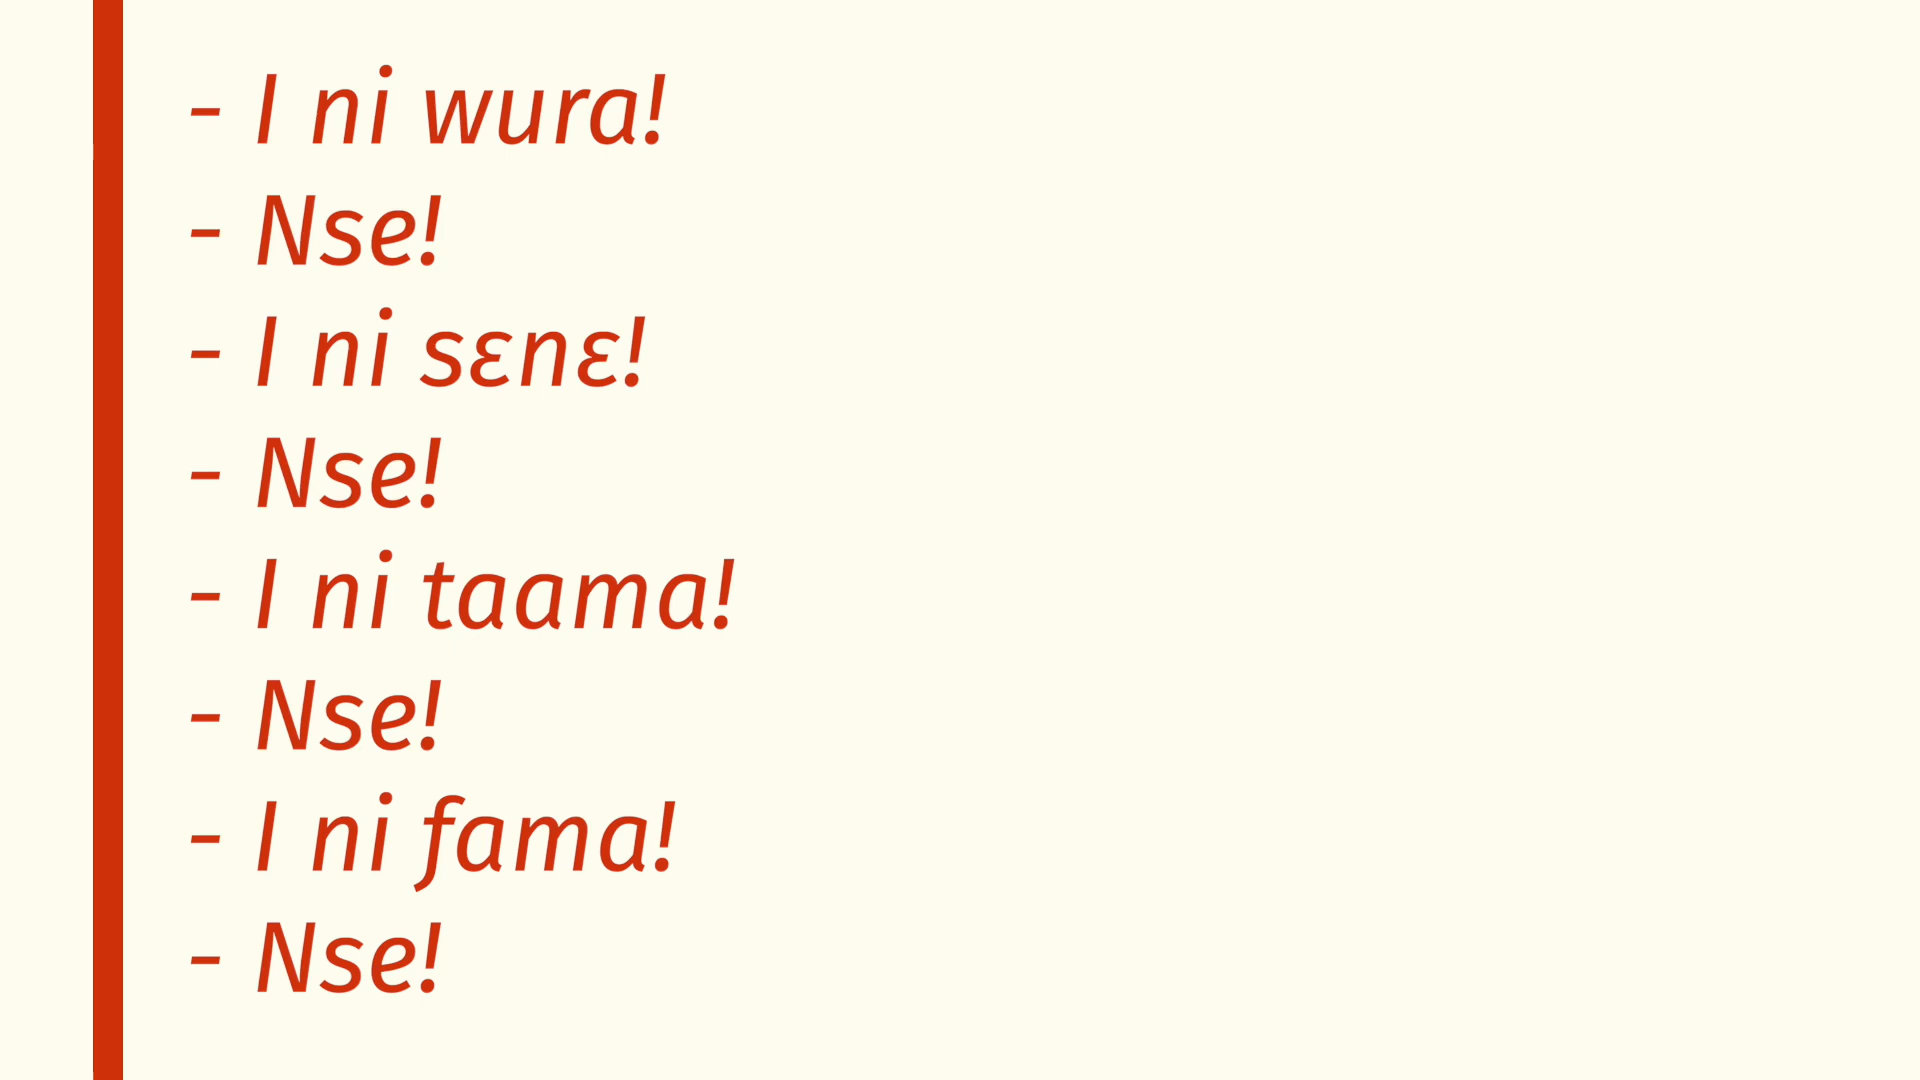 - I ni wura!
- Nse!
- I ni sɛnɛ!
- Nse!
- I ni taama!
- Nse!
- I ni fama!
- Nse!